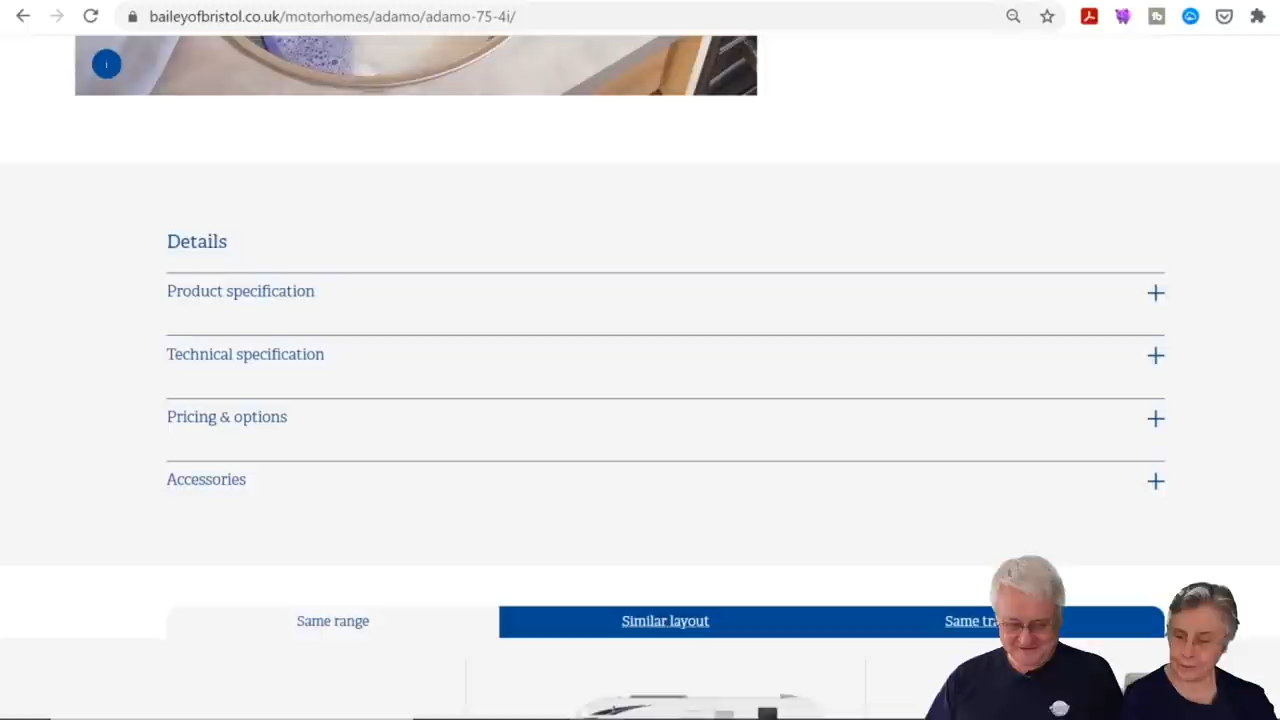 baileyofbristol.co.uk/motorhomes/adamo/adamo-75-4i/
i
Details
Product specification
Technical specification
Pricing & options
Accessories
Same range
Similar layout
Same